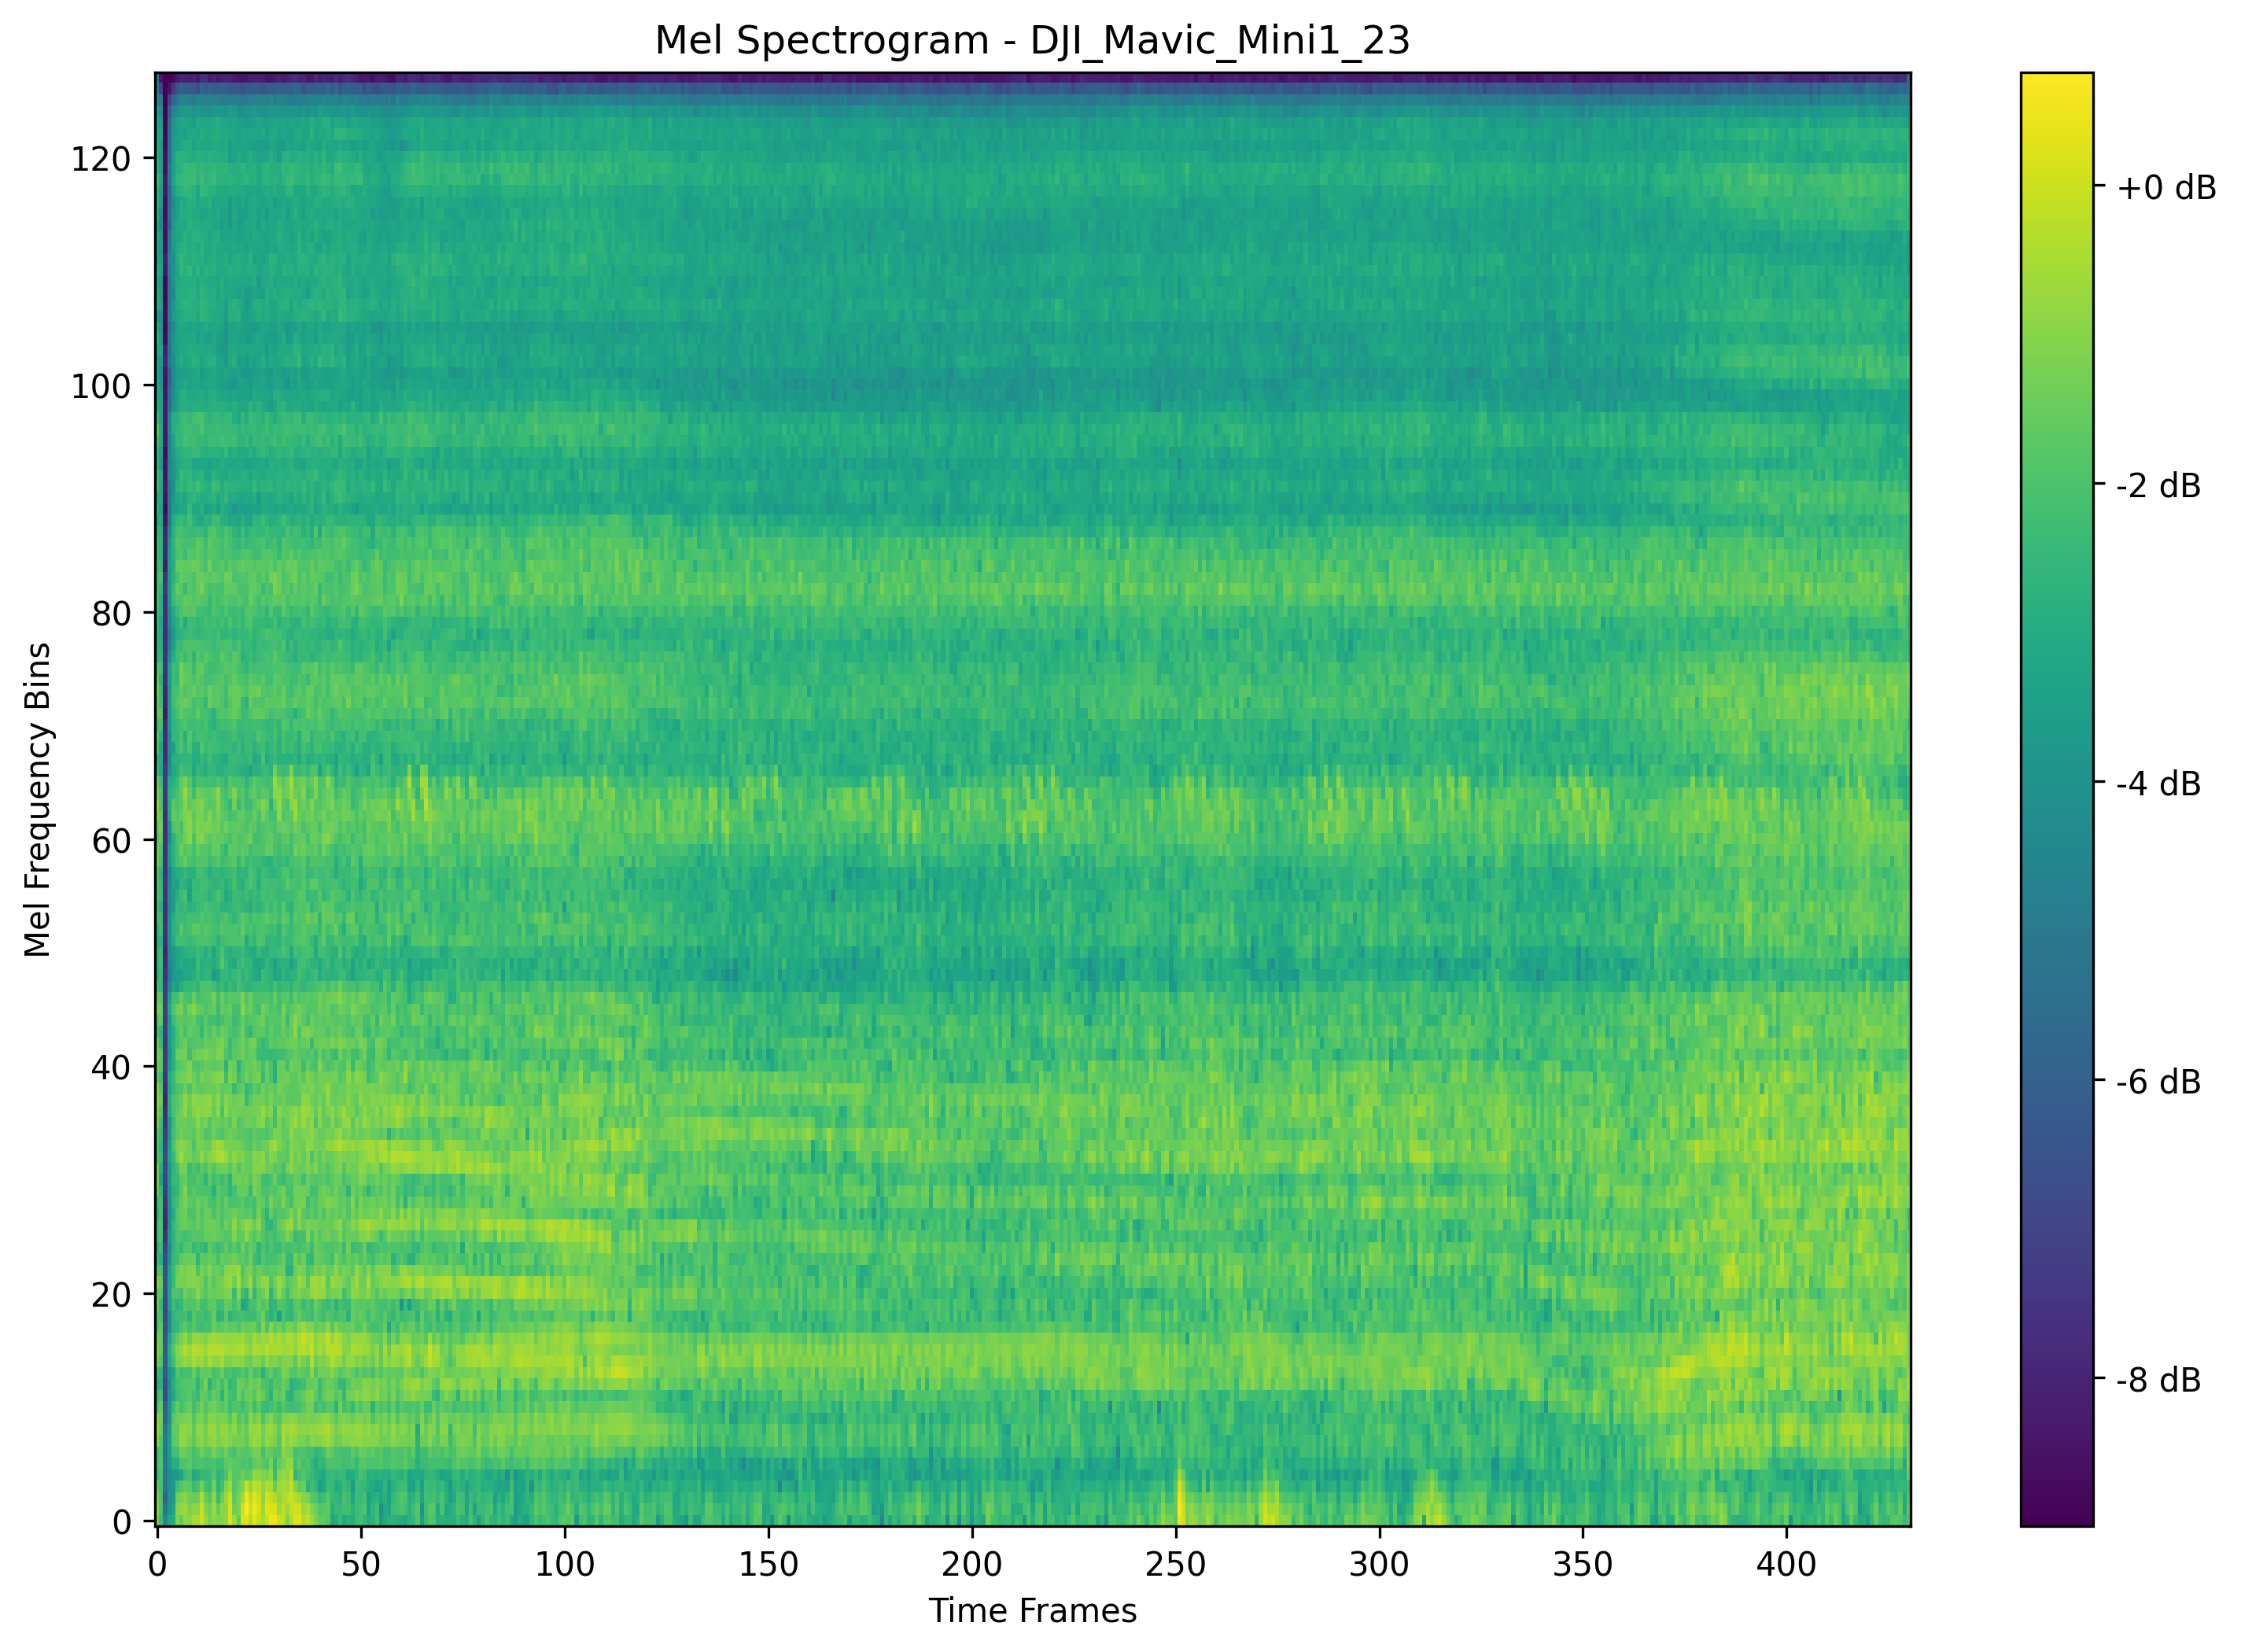 Mel Spectrogram - DJI_Mavic_Mini1_23
Mel Frequency Bins
120
100
80
60
40
20
0
0 50 100 150 200 250 300 350 400
Time Frames
+0 dB
-2 dB
-4 dB
-6 dB
-8 dB